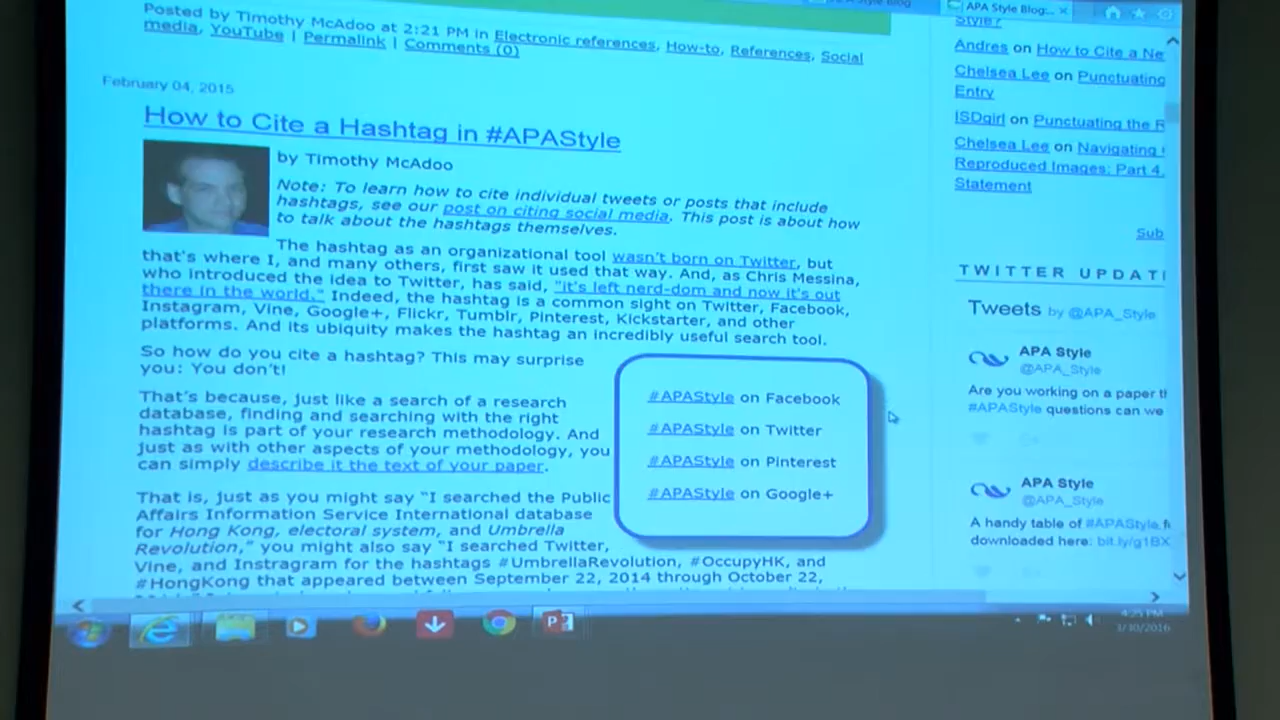 APA Style Blog:...
Posted by Timothy McAdoo at 2:21 PM in Electronic references, How-to, References, Social
media, YouTube | Permalink | Comments (0)
February 04, 2015
How to Cite a Hashtag in #APAStyle
by Timothy McAdoo
Note: To learn how to cite individual tweets or posts that include
hashtags, see our post on citing social media. This post is about how
to talk about the hashtags themselves.
The hashtag as an organizational tool wasn't born on Twitter, but
that's where I, and many others, first saw it used that way. And, as Chris Messina,
who introduced the idea to Twitter, has said, "it's left nerd-dom and now it's out
there in the world." Indeed, the hashtag is a common sight on Twitter, Facebook,
Instagram, Vine, Google+, Flickr, Tumblr, Pinterest, Kickstarter, and other
platforms. And its ubiquity makes the hashtag an incredibly useful search tool.
So how do you cite a hashtag? This may surprise
you: You don't!
That's because, just like a search of a research
database, finding and searching with the right
hashtag is part of your research methodology. And
just as with other aspects of your methodology, you
can simply describe it the text of your paper.
That is, just as you might say "I searched the Public
Affairs Information Service International database
for Hong Kong, electoral system, and Umbrella
Revolution," you might also say "I searched Twitter,
Vine, and Instragram for the hashtags #UmbrellaRevolution, #OccupyHK, and
#HongKong that appeared between September 22, 2014 through October 22,
#APAStyle on Facebook
#APAStyle on Twitter
#APAStyle on Pinterest
#APAStyle on Google+
Style?
Andres on How to Cite a Ne
Chelsea Lee on Punctuating
Entry
ISDgirl on Punctuating the R
Chelsea Lee on Navigating
Reproduced Images: Part 4.
Statement
Sub
TWITTER UPDAT
Tweets by @APA_Style
APA Style
@APA_Style
Are you working on a paper th
#APAStyle questions can we
APA Style
@APA_Style
A handy table of #APAStyle f
downloaded here: bit.ly/g1BX
4:25 PM
3/30/2016